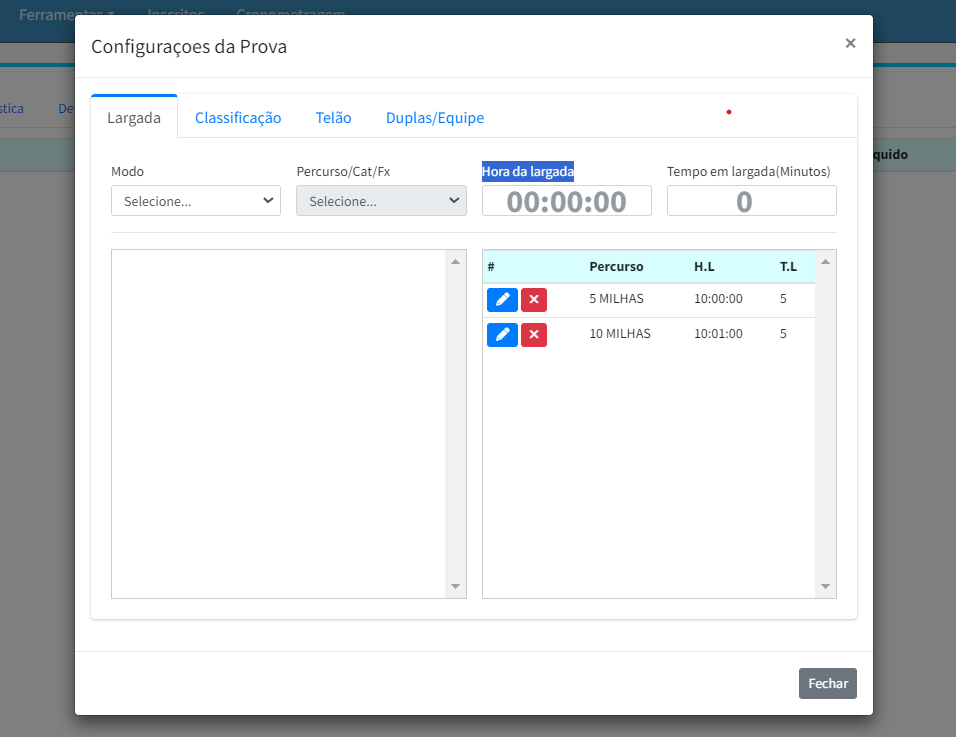 Ferramentas Inscritos Cronometragem
Configuraçoes da Prova
×
stica
De
quido
Largada Classificação Telão Duplas/Equipe
Modo Percurso/Cat/Fx Hora da largada Tempo em largada(Minutos)
Selecione... Selecione... 00:00:00 0
# Percurso H.L T.L
5 MILHAS 10:00:00 5
10 MILHAS 10:01:00 5
Fechar